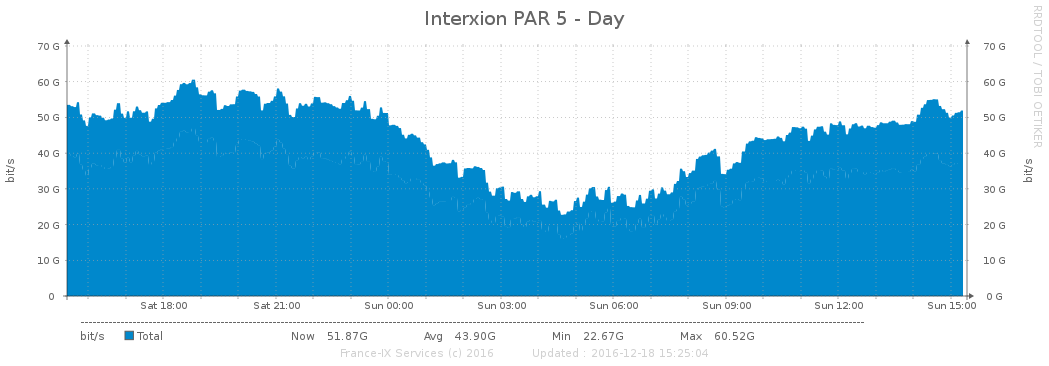 Interxion PAR 5 - Day
RRDTOOL / TOBI OETIKER
70 G 70 G
60 G 60 G
50 G 50 G
40 G 40 G
30 G 30 G
20 G 20 G
10 G 10 G
0 0 G
bit/s bit/s
Sat 18:00 Sat 21:00 Sun 00:00 Sun 03:00 Sun 06:00 Sun 09:00 Sun 12:00 Sun 15:00
bit/s Total Now 51.87G Avg 43.90G Min 22.67G Max 60.52G
France-IX Services (c) 2016 Updated : 2016-12-18 15:25:04